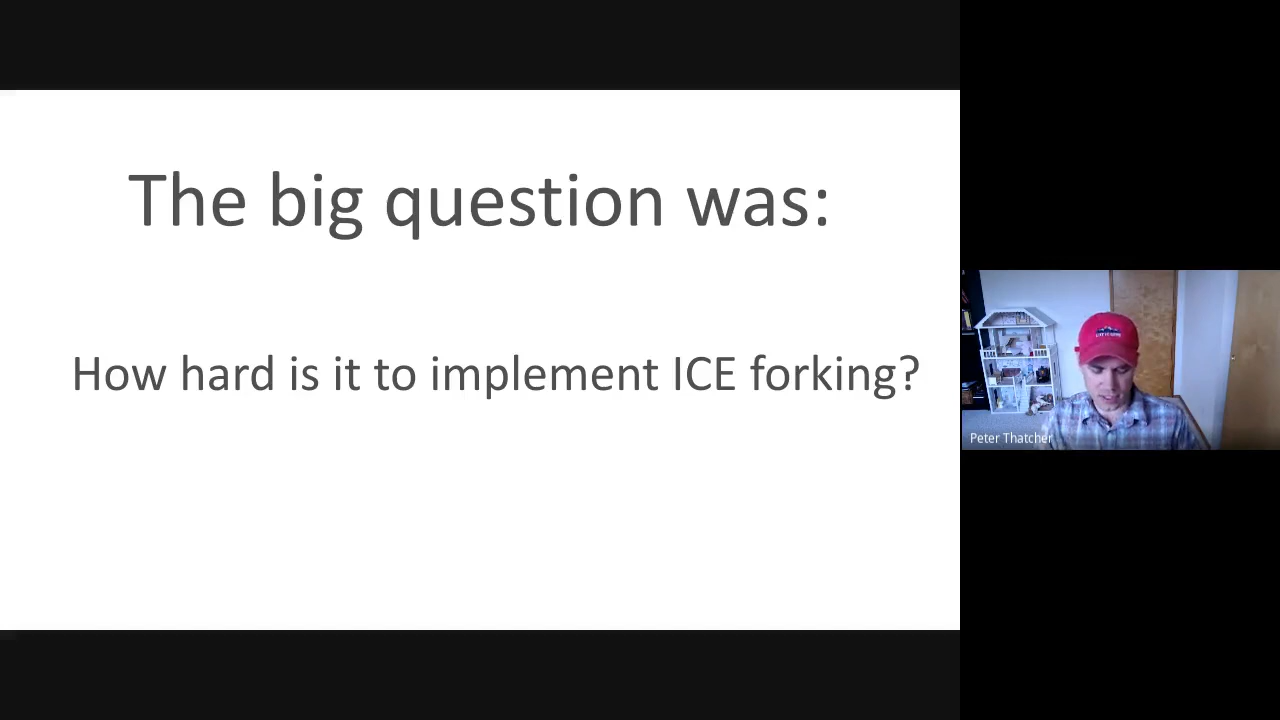 The big question was:
How hard is it to implement ICE forking?
Peter Thatcher